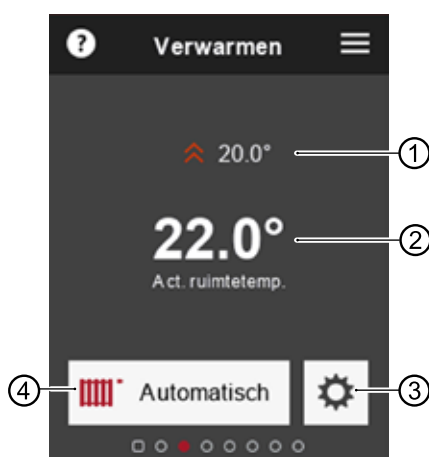 ? Verwarmen
20.0° 1
22.0° 2
Act. ruimtetemp.
4 Automatisch 3